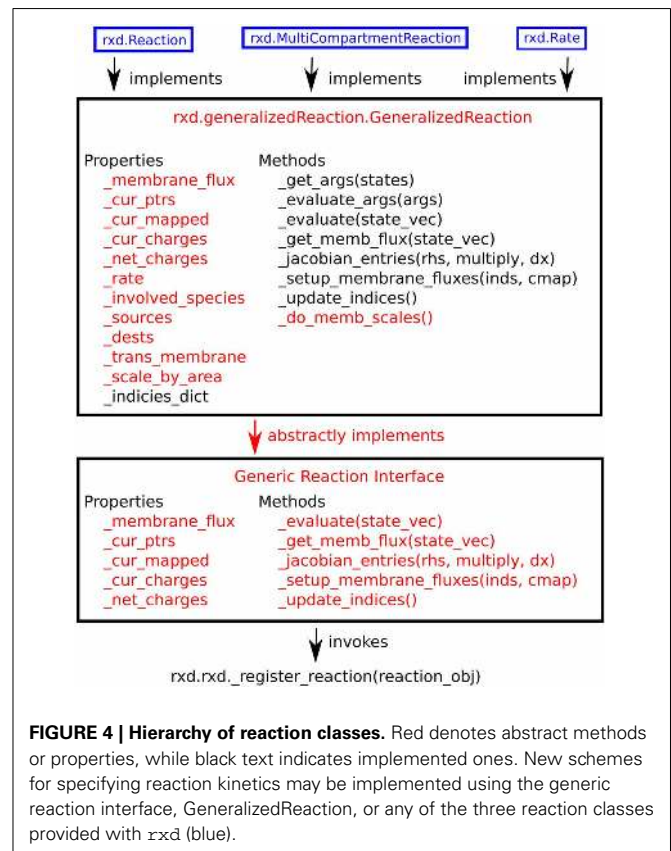 rxd.Reaction rxd.MultiCompartmentReaction rxd.Rate
implements implements implements
rxd.generalizedReaction.GeneralizedReaction
Properties Methods
_membrane_flux _get_args(states)
_cur_ptrs _evaluate_args(args)
_cur_mapped _evaluate(state_vec)
_cur_charges _get_memb_flux(state_vec)
_net_charges _jacobian_entries(rhs, multiply, dx)
_rate _setup_membrane_fluxes(inds, cmap)
_involved_species _update_indices()
_sources _do_memb_scales()
_dests
_trans_membrane
_scale_by_area
_indicies_dict
abstractly implements
Generic Reaction Interface
Properties Methods
_membrane_flux _evaluate(state_vec)
_cur_ptrs _get_memb_flux(state_vec)
_cur_mapped _jacobian_entries(rhs, multiply, dx)
_cur_charges _setup_membrane_fluxes(inds, cmap)
_net_charges _update_indices()
invokes
rxd.rxd._register_reaction(reaction_obj)
FIGURE 4 | Hierarchy of reaction classes. Red denotes abstract methods
or properties, while black text indicates implemented ones. New schemes
for specifying reaction kinetics may be implemented using the generic
reaction interface, GeneralizedReaction, or any of the three reaction classes
provided with rxd (blue).